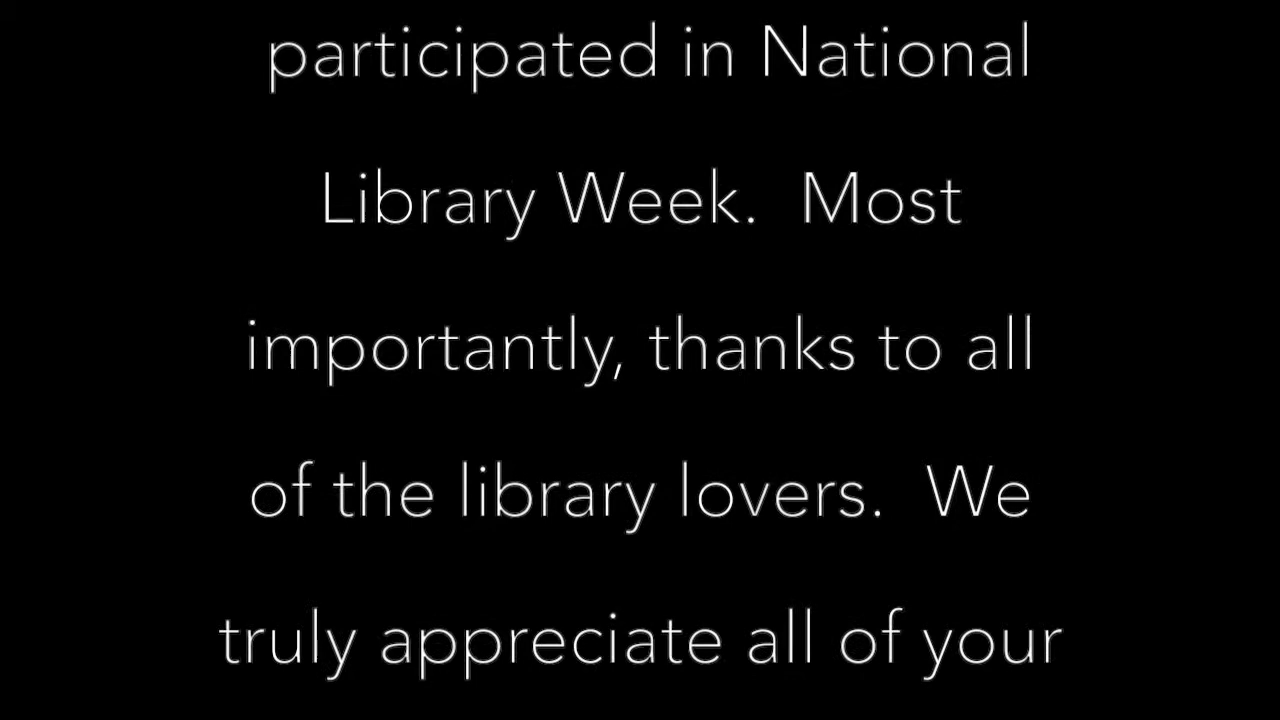 participated in National
Library Week.  Most
importantly, thanks to all
of the library lovers.  We
truly appreciate all of your